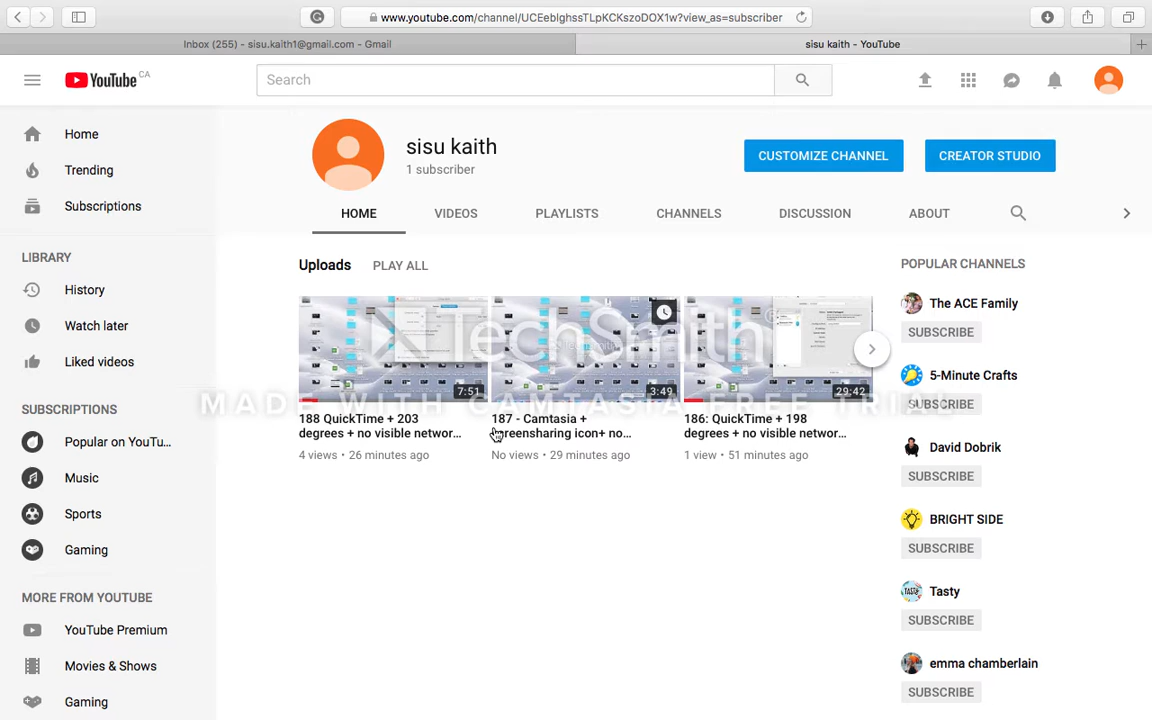 www.youtube.com/channel/UCEeblghssTLpKCKszoDOX1w?view_as=subscriber
Inbox (255) - sisu.kaith1@gmail.com - Gmail
sisu kaith - YouTube
YouTube CA
Search
Home
Trending
Subscriptions
LIBRARY
History
Watch later
Liked videos
SUBSCRIPTIONS
Popular on YouTu...
Music
Sports
Gaming
MORE FROM YOUTUBE
YouTube Premium
Movies & Shows
Gaming
sisu kaith
1 subscriber
CUSTOMIZE CHANNEL
CREATOR STUDIO
HOME
VIDEOS
PLAYLISTS
CHANNELS
DISCUSSION
ABOUT
Uploads
PLAY ALL
TechSmith
MADE WITH CAMTASIA FREE TRIAL
7:51
188 QuickTime + 203
degrees + no visible networ...
4 views • 26 minutes ago
3:49
187 - Camtasia +
screensharing icon+ no...
No views • 29 minutes ago
29:42
186: QuickTime + 198
degrees + no visible networ...
1 view • 51 minutes ago
POPULAR CHANNELS
The ACE Family
SUBSCRIBE
5-Minute Crafts
SUBSCRIBE
David Dobrik
SUBSCRIBE
BRIGHT SIDE
SUBSCRIBE
Tasty
SUBSCRIBE
emma chamberlain
SUBSCRIBE